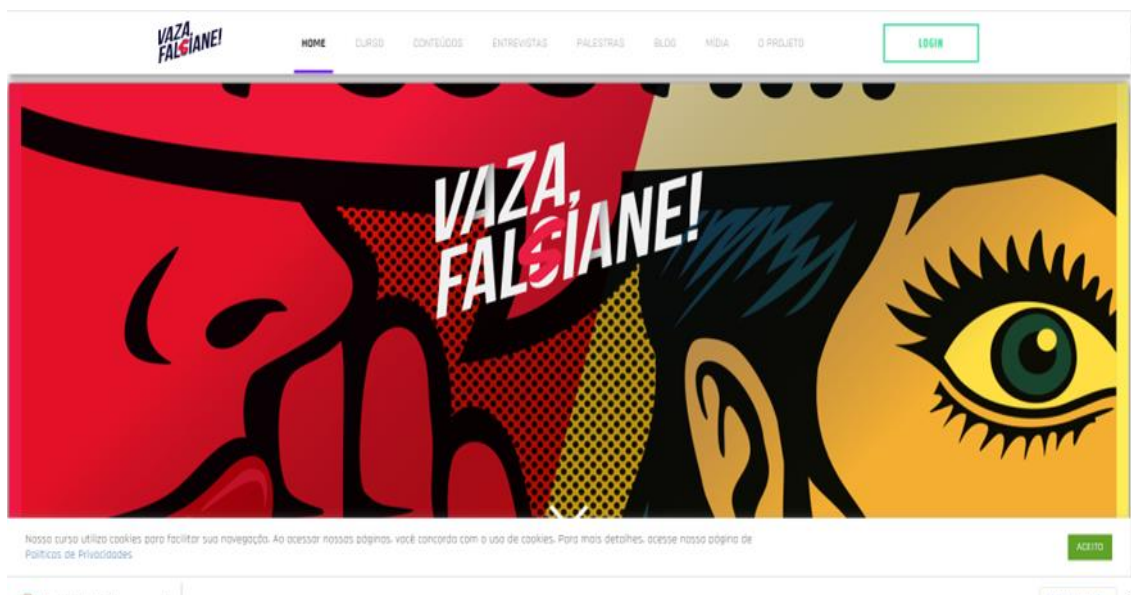 VAZA,
FALSIANE!
HOME CURSO CONTEÚDOS ENTREVISTAS PALESTRAS BLOG MÍDIA O PROJETO
LOGIN
VAZA,
FALSIANE!
Nosso curso utiliza cookies para facilitar sua navegação. Ao acessar nossas páginas, você concorda com o uso de cookies. Para mais detalhes, acesse nossa página de
Políticas de Privacidades
ACEITO